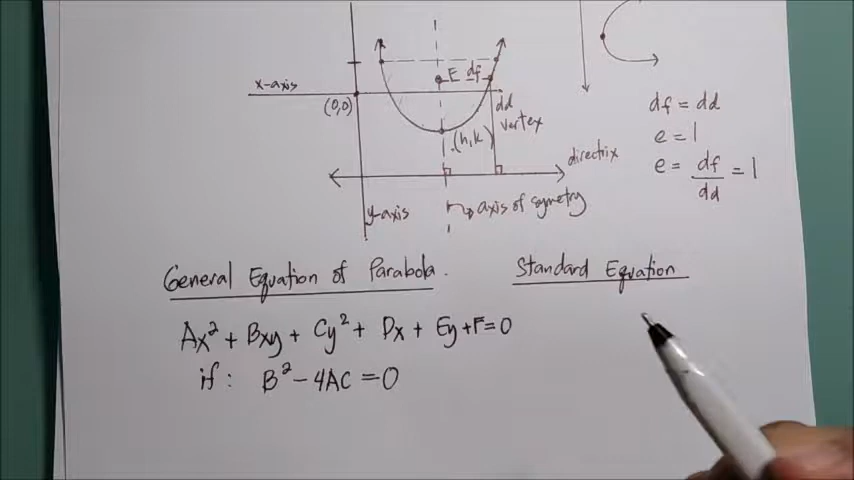 x-axis
(0,0)
F df
dd
vertex
(h,k)
directrix
y-axis
axis of symetry
df = dd
e = 1
e = df/dd = 1
General Equation of Parabola.
Standard Equation
Ax² + Bxy + Cy² + Dx + Ey + F = 0
if : B² - 4AC = 0